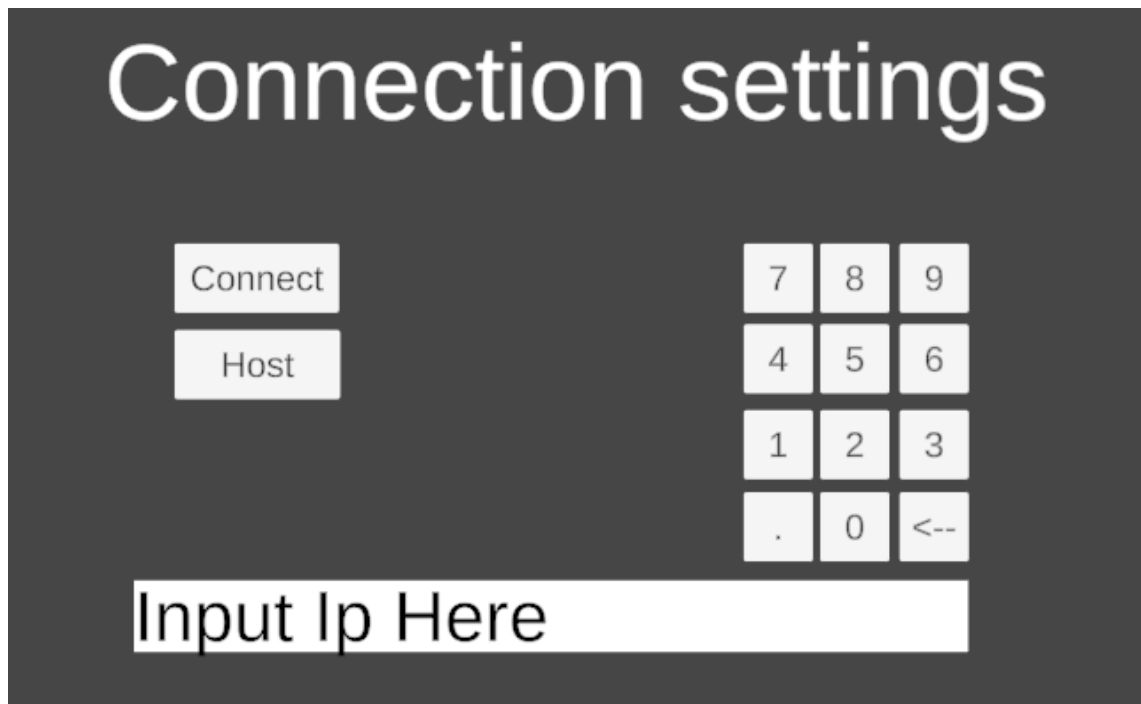 Connection settings
Connect
Host
7 8 9
4 5 6
1 2 3
. 0 <--
Input Ip Here